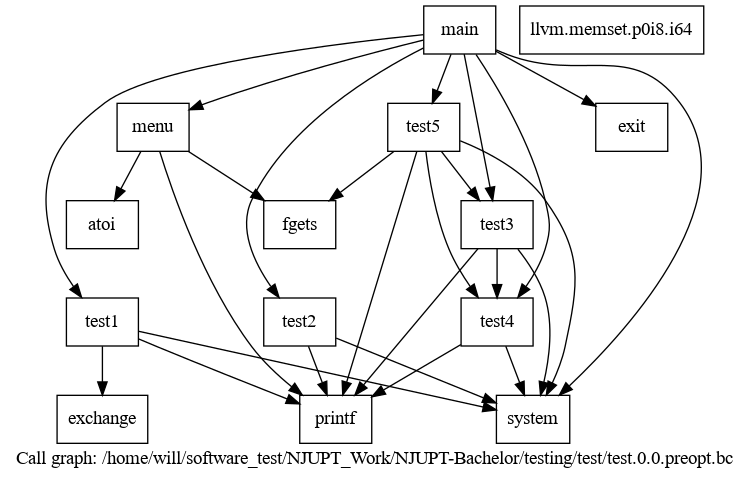 main
llvm.memset.p0i8.i64
menu
test5
exit
atoi
fgets
test3
test1
test2
test4
exchange
printf
system
Call graph: /home/will/software_test/NJUPT_Work/NJUPT-Bachelor/testing/test/test.0.0.preopt.bc